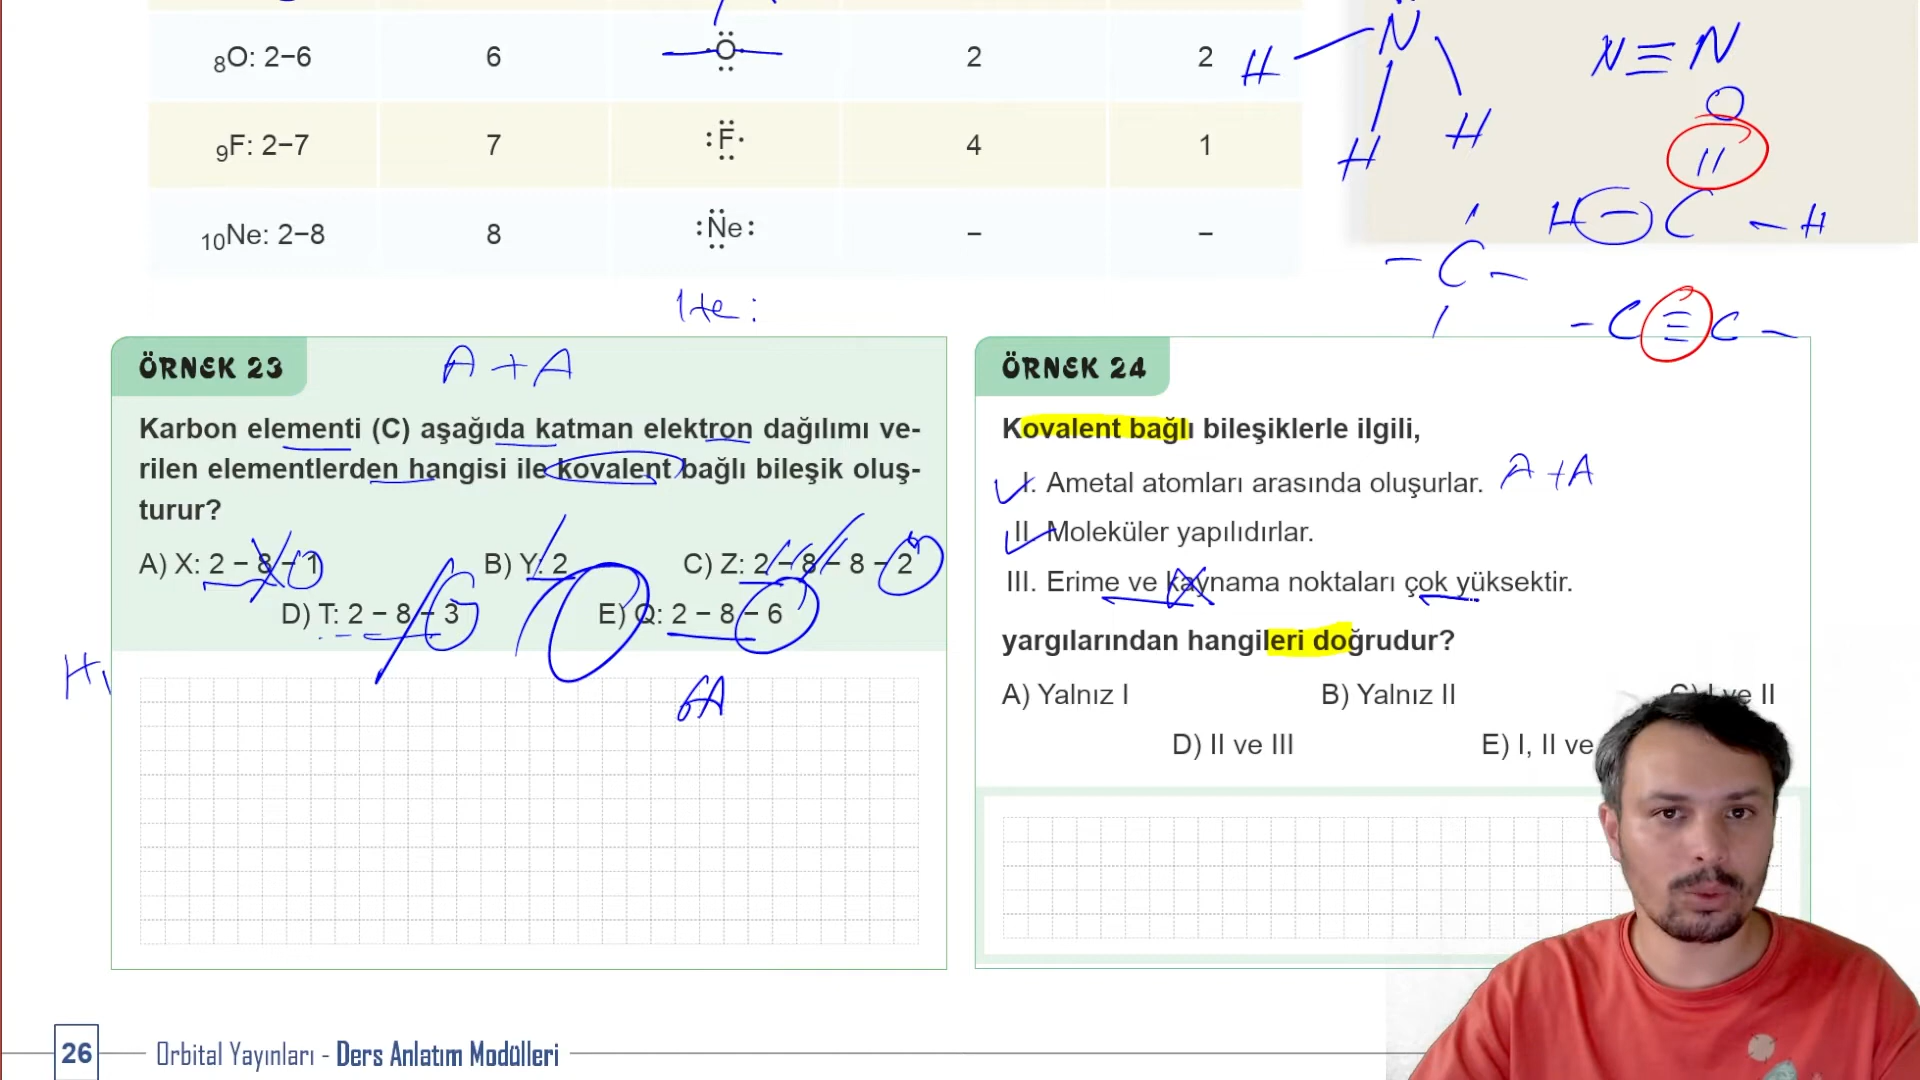 ₈O: 2−6 6 O 2 2
₉F: 2−7 7 F 4 1
₁₀Ne: 2−8 8 Ne − −
H N H H
N ≡ N
O
H − C − H
- C -
- C ≡ C -
He:
ÖRNEK 23
A + A
Karbon elementi (C) aşağıda katman elektron dağılımı ve-
rilen elementlerden hangisi ile kovalent bağlı bileşik oluş-
turur?
A) X: 2 − 8 − 1 B) Y: 2 C) Z: 2 − 8 − 8 − 2
D) T: 2 − 8 − 3 E) Q: 2 − 8 − 6
6A
ÖRNEK 24
Kovalent bağlı bileşiklerle ilgili,
I. Ametal atomları arasında oluşurlar. A + A
II. Moleküler yapılıdırlar.
III. Erime ve kaynama noktaları çok yüksektir.
yargılarından hangileri doğrudur?
A) Yalnız I B) Yalnız II C) I ve II
D) II ve III E) I, II ve
26 Orbital Yayınları - Ders Anlatım Modülleri